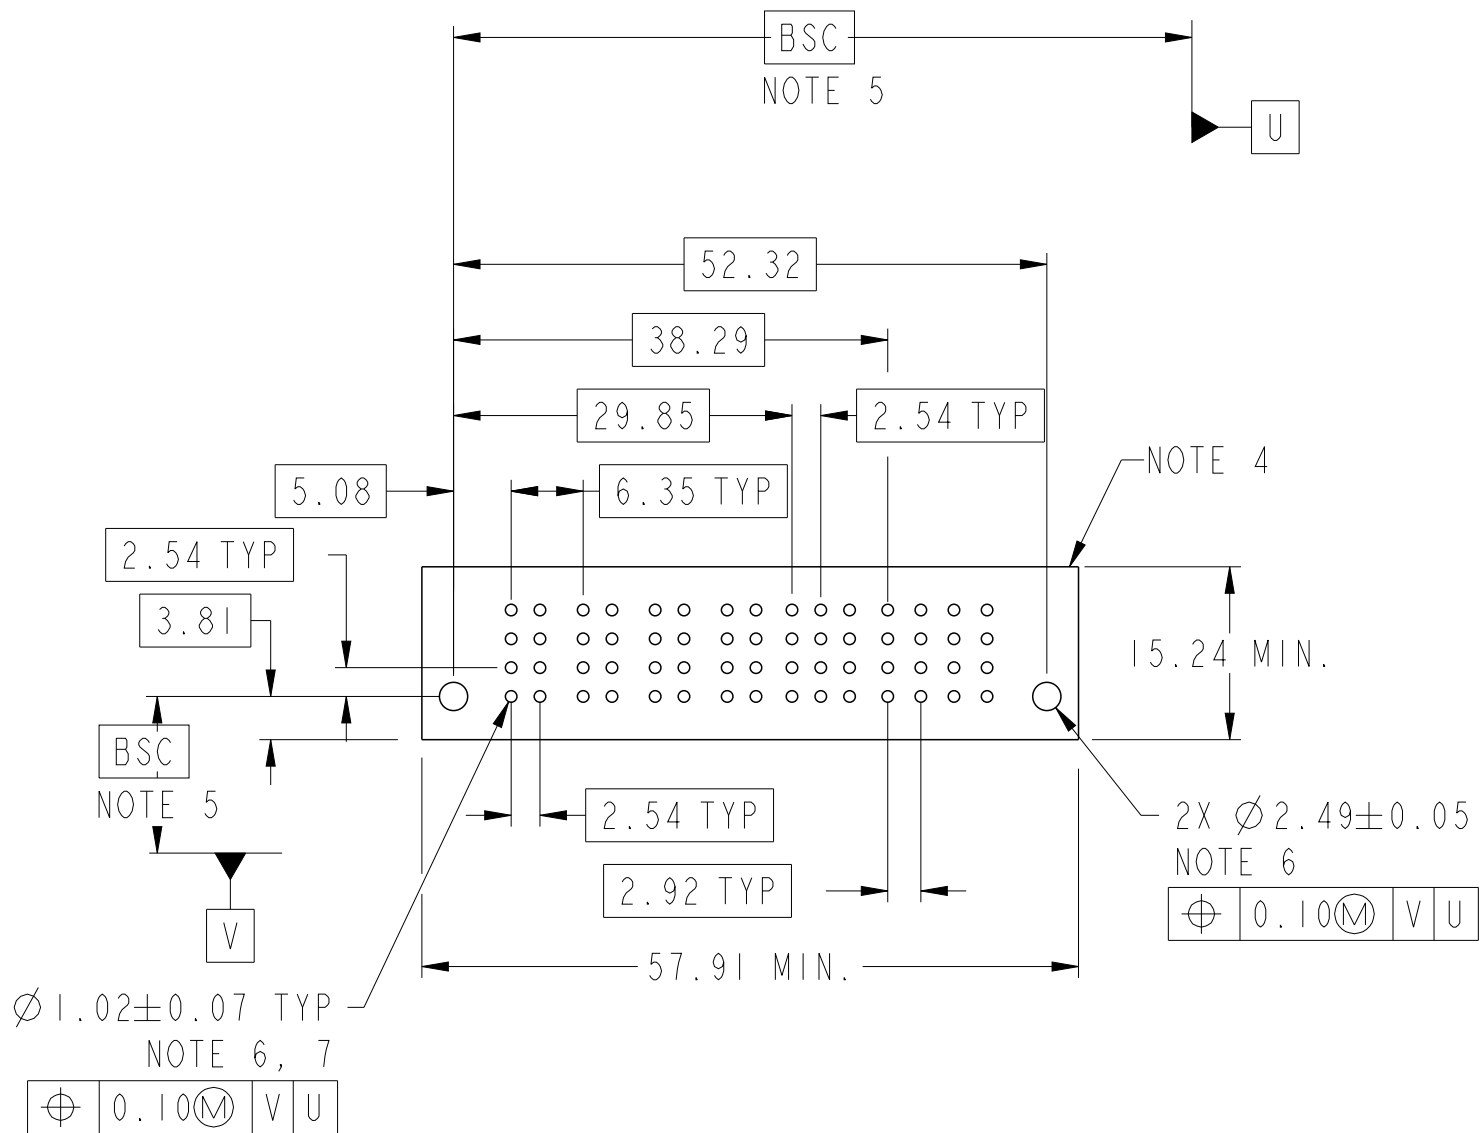 BSC
NOTE 5
U
52.32
38.29
29.85
2.54 TYP
NOTE 4
5.08
6.35 TYP
2.54 TYP
3.81
15.24 MIN.
BSC
NOTE 5
2.54 TYP
2X ⌀2.49±0.05
NOTE 6
2.92 TYP
⌖ 0.10Ⓜ V U
V
57.91 MIN.
⌀1.02±0.07 TYP
NOTE 6, 7
⌖ 0.10Ⓜ V U